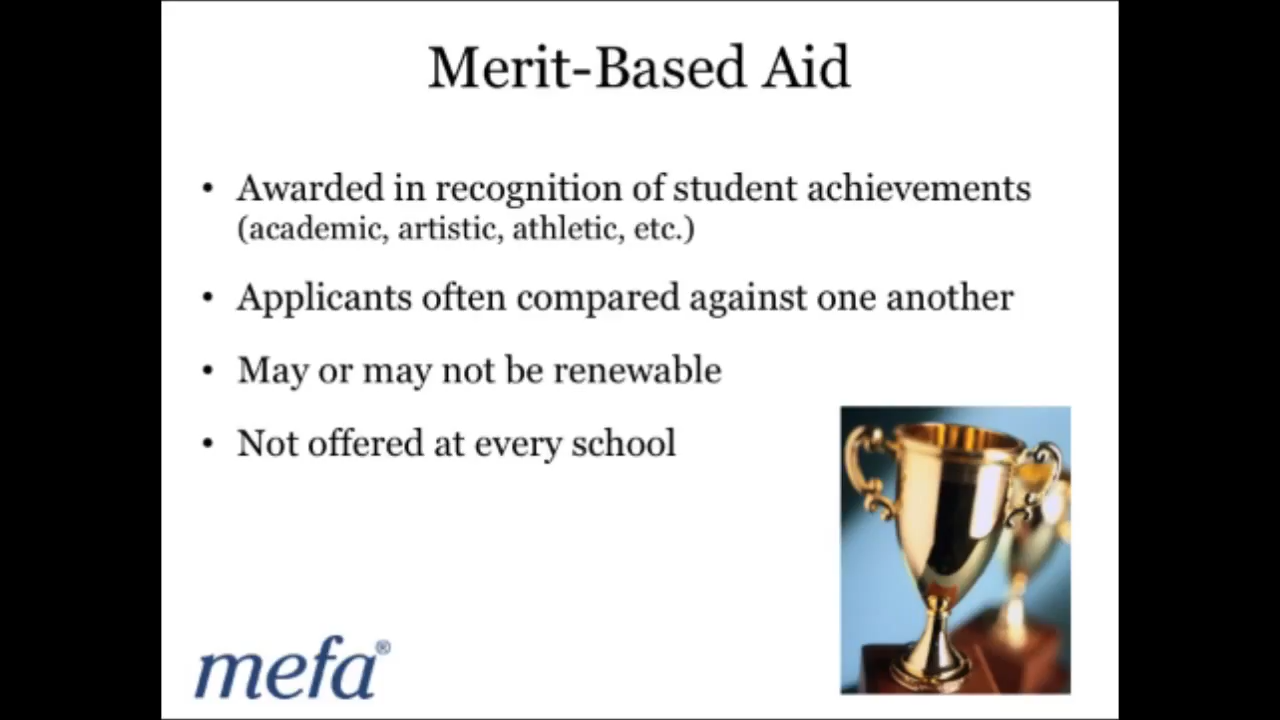 Merit-Based Aid
• Awarded in recognition of student achievements
(academic, artistic, athletic, etc.)
• Applicants often compared against one another
• May or may not be renewable
• Not offered at every school
mefa®